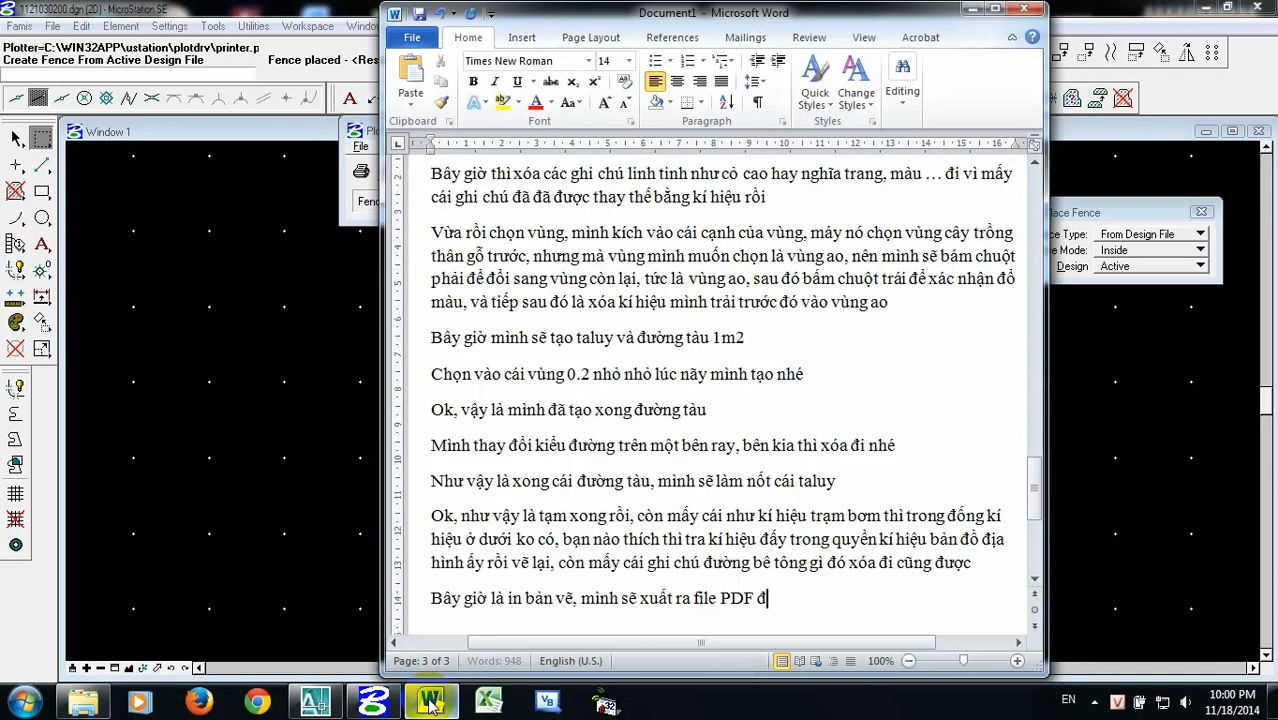 1121030200.dgn (2D) - MicroStation SE
Document1 - Microsoft Word
Famis File Edit Element Settings Tools Utilities Workspace
File Home Insert Page Layout References Mailings Review View Acrobat
Plotter=C:\WIN32APP\ustation\plotdrv\printer.p
Create Fence From Active Design File
Fence placed - <Res
Times New Roman 14
Paste
Quick Styles
Change Styles
Editing
Clipboard Font Paragraph Styles
Window 1
Bây giờ thì xóa các ghi chú linh tinh như cỏ cao hay nghĩa trang, màu … đi vì mấy
cái ghi chú đã đã được thay thế bằng kí hiệu rồi
Vừa rồi chọn vùng, mình kích vào cái cạnh của vùng, máy nó chọn vùng cây trồng
thân gỗ trước, nhưng mà vùng mình muốn chọn là vùng ao, nên mình sẽ bám chuột
phải để đổi sang vùng còn lại, tức là vùng ao, sau đó bấm chuột trái để xác nhận đổ
màu, và tiếp sau đó là xóa kí hiệu mình trải trước đó vào vùng ao
Bây giờ mình sẽ tạo taluy và đường tàu 1m2
Chọn vào cái vùng 0.2 nhỏ nhỏ lúc nãy mình tạo nhé
Ok, vậy là mình đã tạo xong đường tàu
Mình thay đổi kiểu đường trên một bên ray, bên kia thì xóa đi nhé
Như vậy là xong cái đường tàu, mình sẽ làm nốt cái taluy
Ok, như vậy là tạm xong rồi, còn mấy cái như kí hiệu trạm bơm thì trong đống kí
hiệu ở dưới ko có, bạn nào thích thì tra kí hiệu đấy trong quyển kí hiệu bản đồ địa
hình ấy rồi vẽ lại, còn mấy cái ghi chú đường bê tông gì đó xóa đi cũng được
Bây giờ là in bản vẽ, mình sẽ xuất ra file PDF đ
File
Fenc
lace Fence
ce Type: From Design File
ce Mode: Inside
Design Active
Page: 3 of 3 Words: 948 English (U.S.) 100%
EN
10:00 PM
11/18/2014